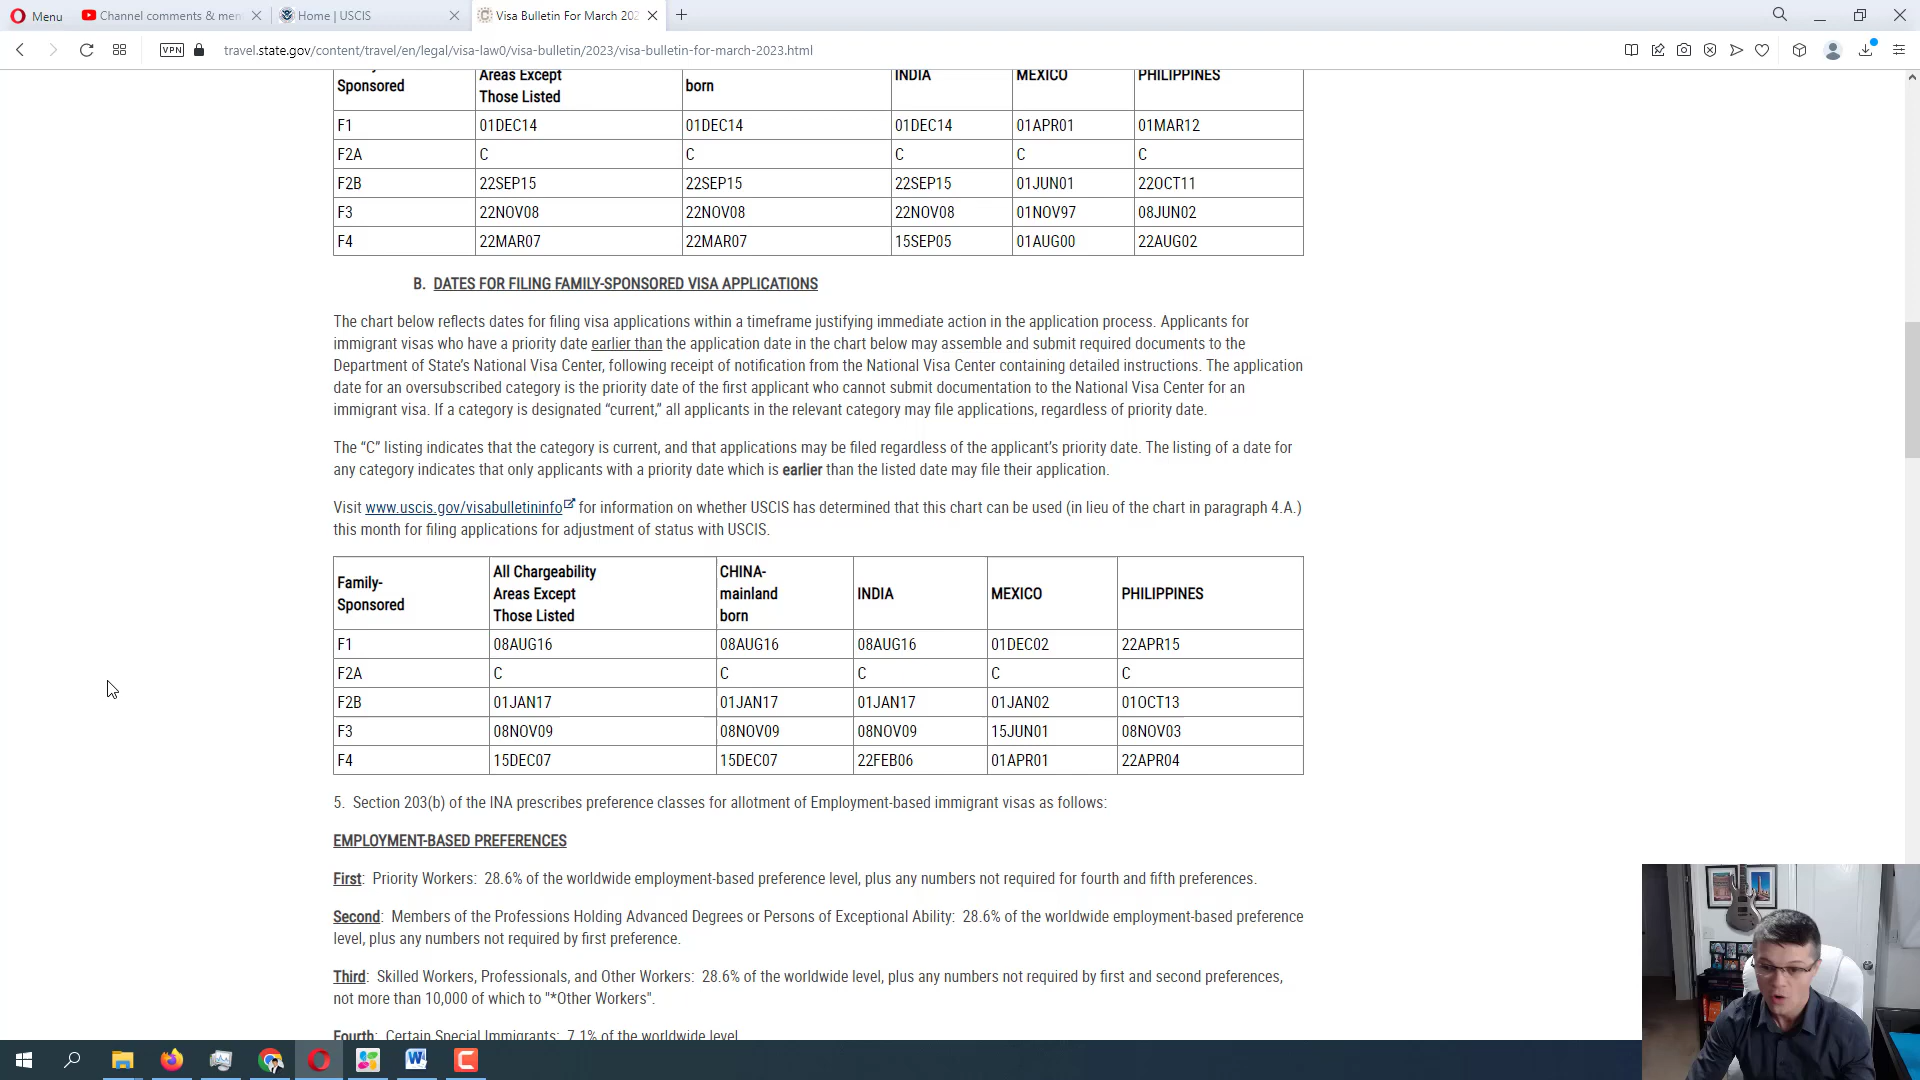 Menu
Channel comments & mem
Home | USCIS
Visa Bulletin For March 202
VPN
travel.state.gov/content/travel/en/legal/visa-law0/visa-bulletin/2023/visa-bulletin-for-march-2023.html
Sponsored Areas Except Those Listed born INDIA MEXICO PHILIPPINES
F1 01DEC14 01DEC14 01DEC14 01APR01 01MAR12
F2A C C C C C
F2B 22SEP15 22SEP15 22SEP15 01JUN01 22OCT11
F3 22NOV08 22NOV08 22NOV08 01NOV97 08JUN02
F4 22MAR07 22MAR07 15SEP05 01AUG00 22AUG02
B. DATES FOR FILING FAMILY-SPONSORED VISA APPLICATIONS
The chart below reflects dates for filing visa applications within a timeframe justifying immediate action in the application process. Applicants for
immigrant visas who have a priority date earlier than the application date in the chart below may assemble and submit required documents to the
Department of State's National Visa Center, following receipt of notification from the National Visa Center containing detailed instructions. The application
date for an oversubscribed category is the priority date of the first applicant who cannot submit documentation to the National Visa Center for an
immigrant visa. If a category is designated “current,” all applicants in the relevant category may file applications, regardless of priority date.
The “C” listing indicates that the category is current, and that applications may be filed regardless of the applicant's priority date. The listing of a date for
any category indicates that only applicants with a priority date which is earlier than the listed date may file their application.
Visit www.uscis.gov/visabulletininfo for information on whether USCIS has determined that this chart can be used (in lieu of the chart in paragraph 4.A.)
this month for filing applications for adjustment of status with USCIS.
Family-Sponsored All Chargeability Areas Except Those Listed CHINA-mainland born INDIA MEXICO PHILIPPINES
F1 08AUG16 08AUG16 08AUG16 01DEC02 22APR15
F2A C C C C C
F2B 01JAN17 01JAN17 01JAN17 01JAN02 01OCT13
F3 08NOV09 08NOV09 08NOV09 15JUN01 08NOV03
F4 15DEC07 15DEC07 22FEB06 01APR01 22APR04
5. Section 203(b) of the INA prescribes preference classes for allotment of Employment-based immigrant visas as follows:
EMPLOYMENT-BASED PREFERENCES
First: Priority Workers: 28.6% of the worldwide employment-based preference level, plus any numbers not required for fourth and fifth preferences.
Second: Members of the Professions Holding Advanced Degrees or Persons of Exceptional Ability: 28.6% of the worldwide employment-based preference
level, plus any numbers not required by first preference.
Third: Skilled Workers, Professionals, and Other Workers: 28.6% of the worldwide level, plus any numbers not required by first and second preferences,
not more than 10,000 of which to "*Other Workers".
Fourth: Certain Special Immigrants: 7.1% of the worldwide level